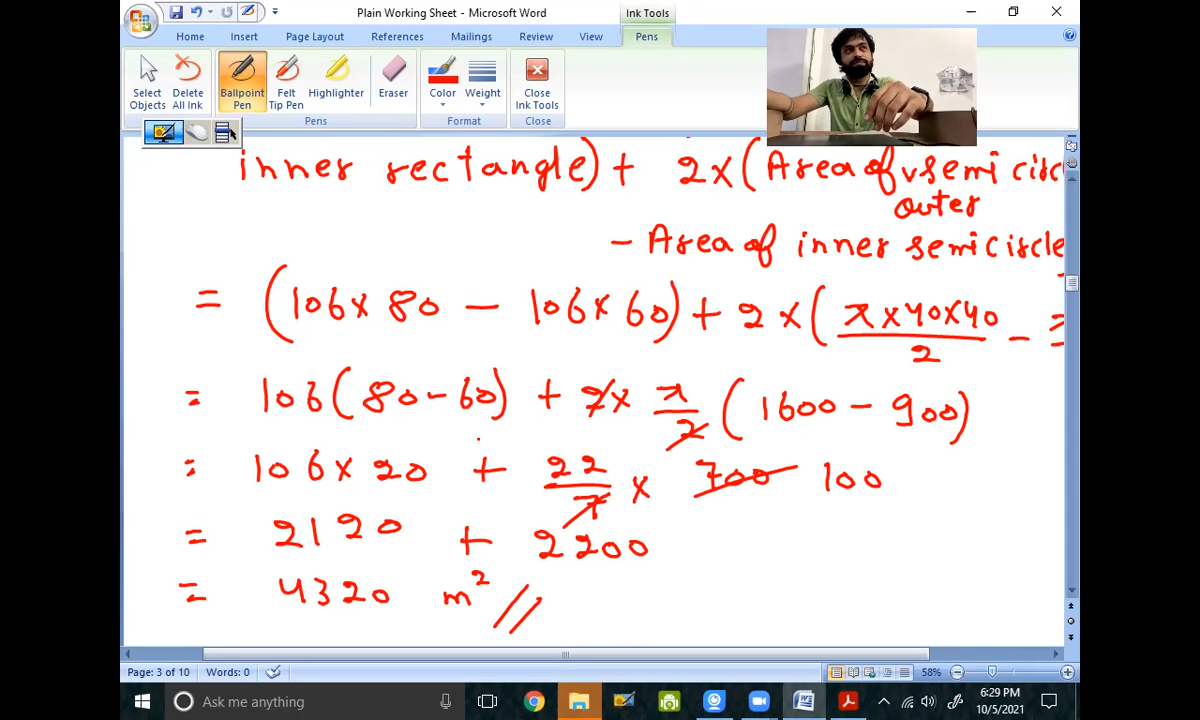 Plain Working Sheet - Microsoft Word
Ink Tools
Home Insert Page Layout References Mailings Review View Pens
Select Objects
Delete All Ink
Ballpoint Pen
Felt Tip Pen
Highlighter
Eraser
Color
Weight
Close Ink Tools
Pens
Format
Close
inner rectangle) + 2x(Area of semi circ
outer
- Area of inner semicircle
= (106x 80 - 106x 60) + 2 x (π x 40 x 40 / 2 -
= 106(80-60) + 2x π/2 (1600 - 900)
= 106x 20 + 22/7 x 700 100
= 2120 + 2200
= 4320 m² //
Page: 3 of 10 Words: 0
58%
Ask me anything
6:29 PM
10/5/2021